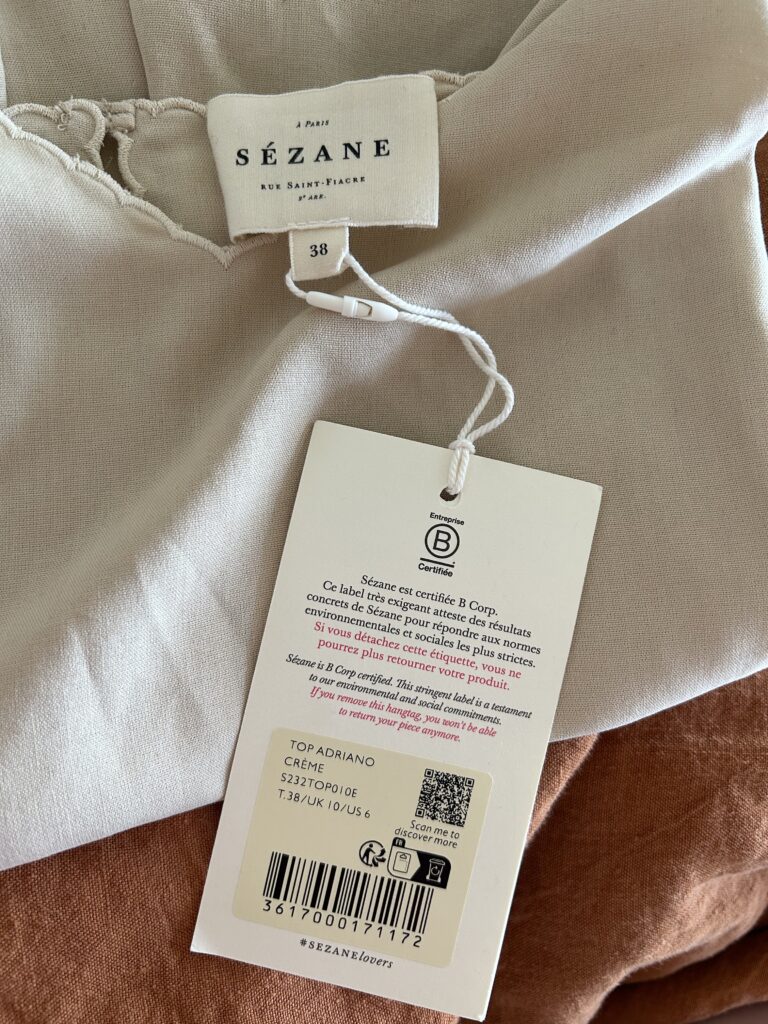 À PARIS
SÉZANE
RUE SAINT-FIACRE
2E ARR.
38
Entreprise
B
Certifiée
Sézane est certifiée B Corp.
Ce label très exigeant atteste des résultats
concrets de Sézane pour répondre aux normes
environnementales et sociales les plus strictes.
Si vous détachez cette étiquette, vous ne
pourrez plus retourner votre produit.
Sézane is B Corp certified. This stringent label is a testament
to our environmental and social commitments.
If you remove this hangtag, you won't be able
to return your piece anymore.
TOP ADRIANO
CRÈME
S232TOP010E
T.38/UK 10/US 6
Scan me to
discover more
FR
3617000171172
#SEZANElovers